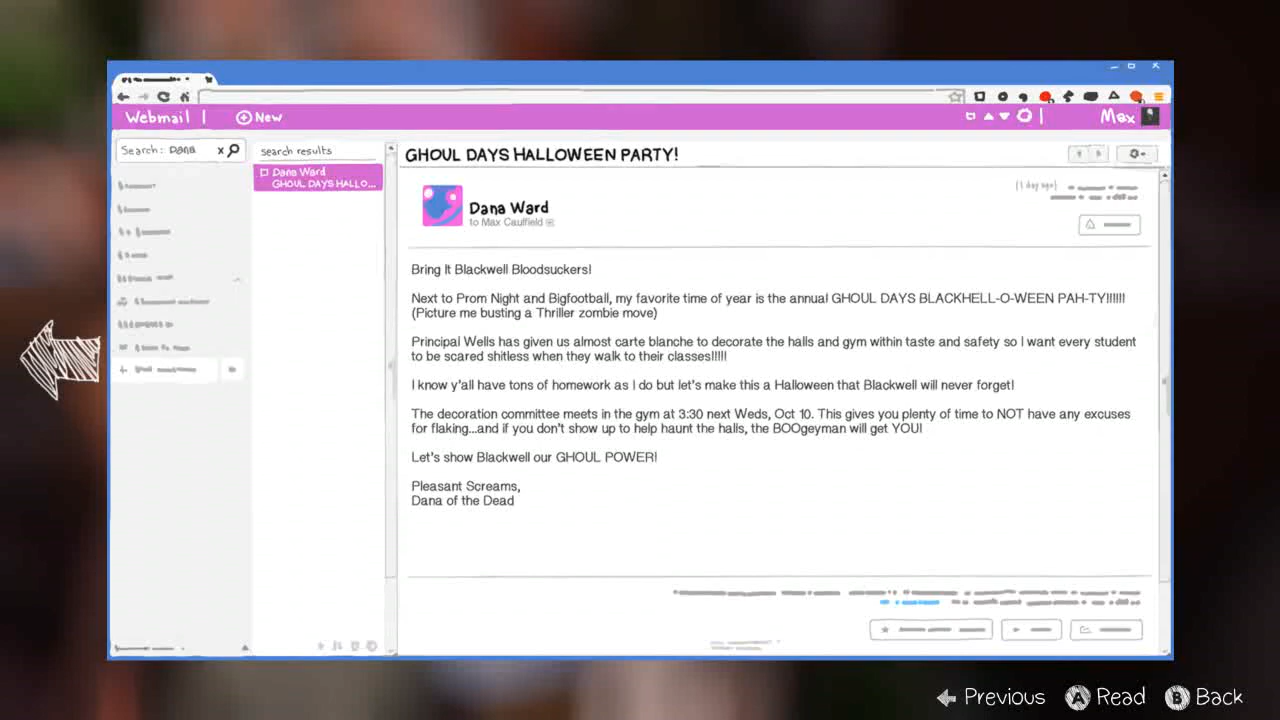 Webmail |
New
Max
Search: Dana x
search results
GHOUL DAYS HALLOWEEN PARTY!
Dana Ward
GHOUL DAYS HALLO...
(1 day ago)
Dana Ward
to Max Caulfield
Bring It Blackwell Bloodsuckers!
Next to Prom Night and Bigfootball, my favorite time of year is the annual GHOUL DAYS BLACKHELL-O-WEEN PAH-TY!!!!!!
(Picture me busting a Thriller zombie move)
Principal Wells has given us almost carte blanche to decorate the halls and gym within taste and safety so I want every student
to be scared shitless when they walk to their classes!!!!!
I know y'all have tons of homework as I do but let's make this a Halloween that Blackwell will never forget!
The decoration committee meets in the gym at 3:30 next Weds, Oct 10. This gives you plenty of time to NOT have any excuses
for flaking...and if you don't show up to help haunt the halls, the BOOgeyman will get YOU!
Let's show Blackwell our GHOUL POWER!
Pleasant Screams,
Dana of the Dead
Previous A Read B Back